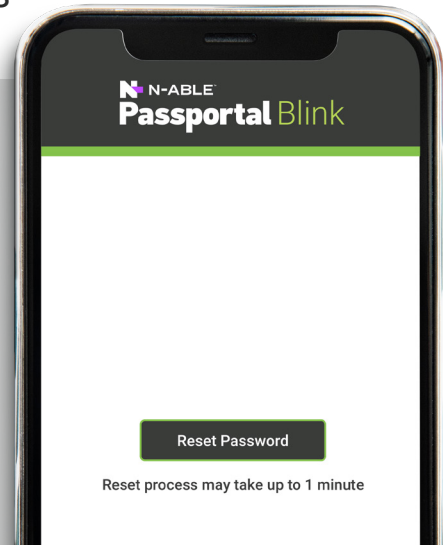 N-ABLE
Passportal Blink
Reset Password
Reset process may take up to 1 minute